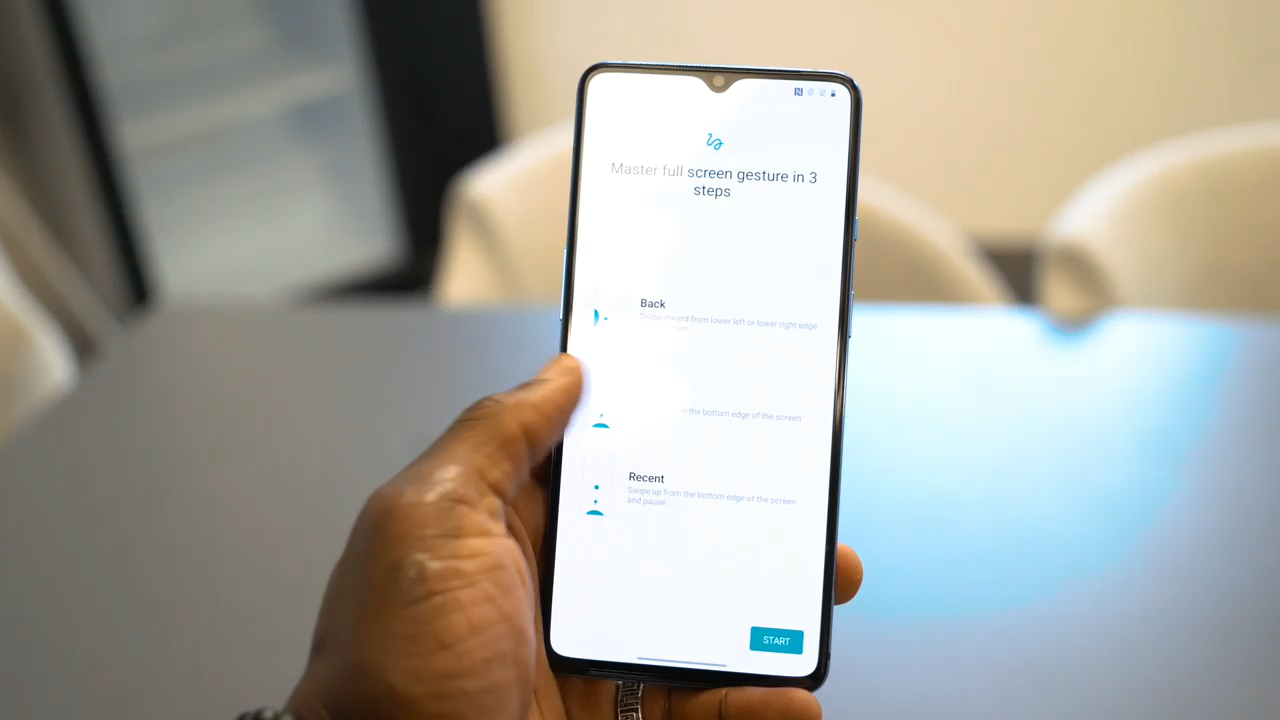 Master full screen gesture in 3
steps
Back
Swipe inward from lower left or lower right edge
Recent
the bottom edge of the screen
Swipe up from the bottom edge of the screen
and pause
START